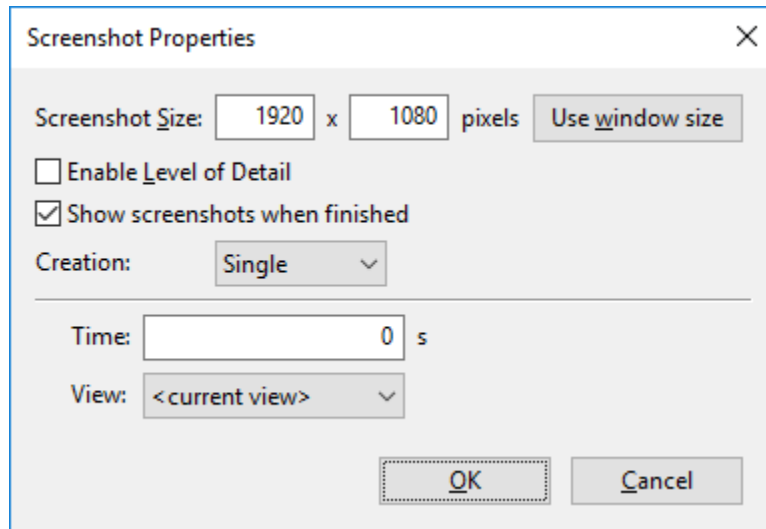 Screenshot Properties
Screenshot Size: 1920 x 1080 pixels Use window size
Enable Level of Detail
Show screenshots when finished
Creation: Single
Time: 0 s
View: <current view>
OK Cancel